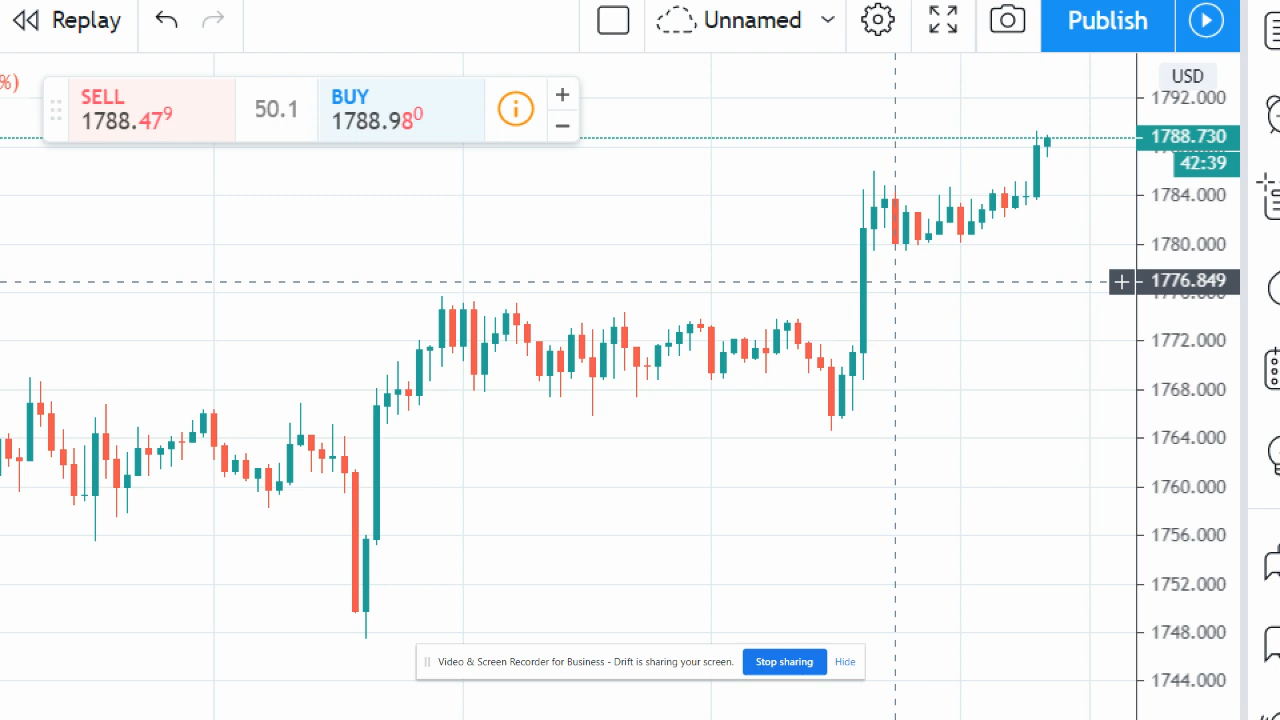 Replay
Unnamed
Publish
%)
SELL
1788.479
50.1
BUY
1788.980
USD
1792.000
1788.730
42:39
1784.000
1780.000
1776.849
1772.000
1768.000
1764.000
1760.000
1756.000
1752.000
1748.000
1744.000
Video & Screen Recorder for Business - Drift is sharing your screen.
Stop sharing
Hide